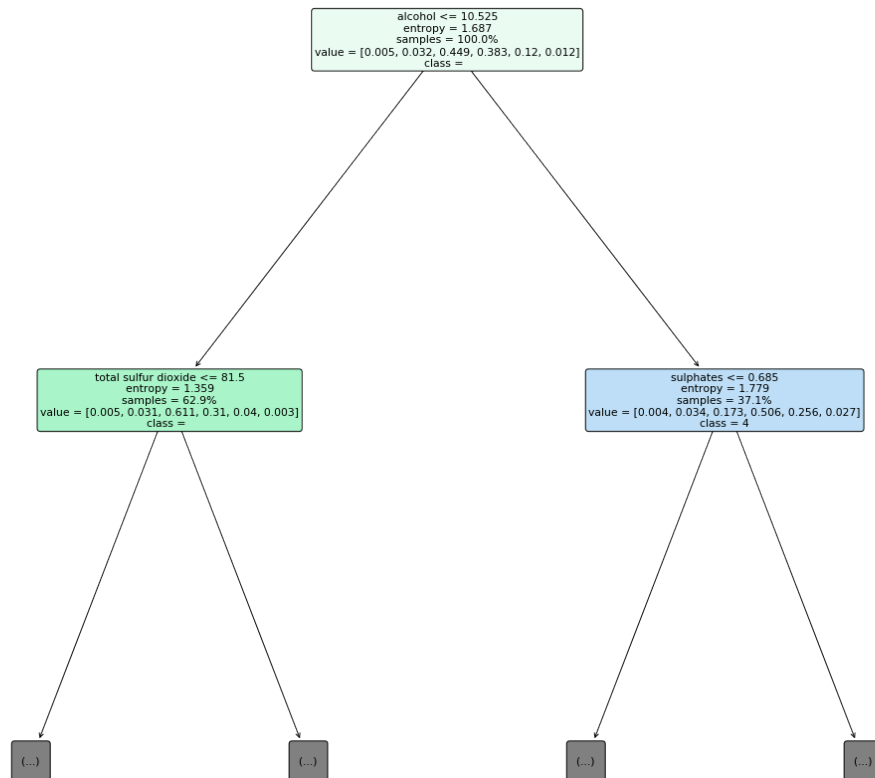 alcohol <= 10.525
entropy = 1.687
samples = 100.0%
value = [0.005, 0.032, 0.449, 0.383, 0.12, 0.012]
class =
total sulfur dioxide <= 81.5
entropy = 1.359
samples = 62.9%
value = [0.005, 0.031, 0.611, 0.31, 0.04, 0.003]
class =
sulphates <= 0.685
entropy = 1.779
samples = 37.1%
value = [0.004, 0.034, 0.173, 0.506, 0.256, 0.027]
class = 4
(...)
(...)
(...)
(...)